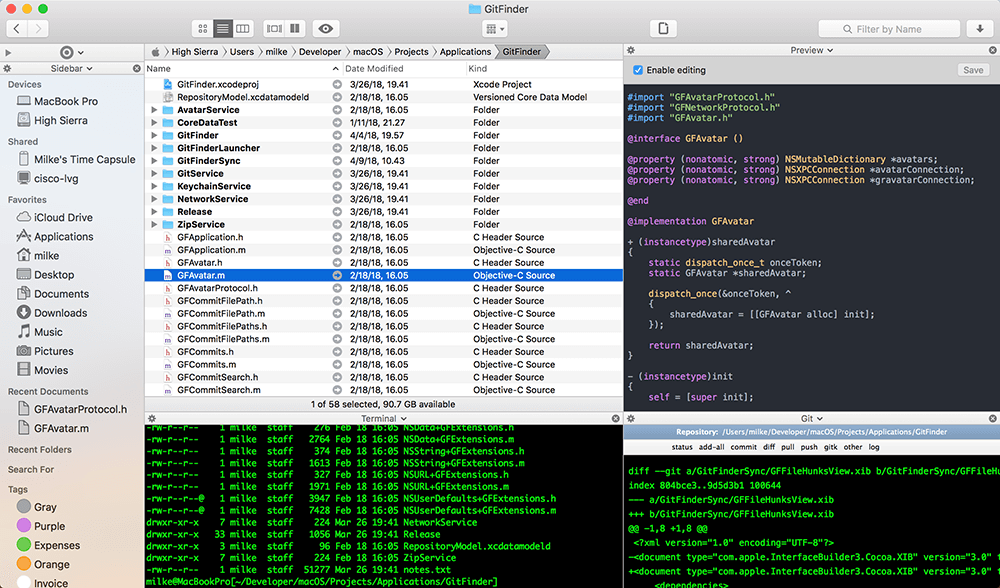 GitFinder
Filter by Name
High Sierra Users milke Developer macOS Projects Applications GitFinder
Sidebar
Devices
MacBook Pro
High Sierra
Shared
Milke's Time Capsule
cisco-lvg
Favorites
iCloud Drive
Applications
milke
Desktop
Documents
Downloads
Music
Pictures
Movies
Recent Documents
GFAvatarProtocol.h
GFAvatar.m
Recent Folders
Search For
Tags
Gray
Purple
Expenses
Orange
Invoice
Name Date Modified Kind
GitFinder.xcodeproj 3/26/18, 19.41 Xcode Project
RepositoryModel.xcdatamodeld 2/18/18, 16.05 Versioned Core Data Model
AvatarService 2/18/18, 16.05 Folder
CoreDataTest 1/11/18, 21.27 Folder
GitFinder 4/4/18, 19.57 Folder
GitFinderLauncher 2/18/18, 16.05 Folder
GitFinderSync 4/9/18, 10.43 Folder
GitService 2/18/18, 16.05 Folder
KeychainService 3/26/18, 19.41 Folder
NetworkService 3/26/18, 19.41 Folder
Release 3/26/18, 19.41 Folder
ZipService 2/18/18, 16.05 Folder
GFApplication.h 2/18/18, 16.05 C Header Source
GFApplication.m 2/18/18, 16.05 Objective-C Source
GFAvatar.h 2/18/18, 16.05 C Header Source
GFAvatar.m 2/18/18, 16.05 Objective-C Source
GFAvatarProtocol.h 2/18/18, 16.05 C Header Source
GFCommitFilePath.h 2/18/18, 16.05 C Header Source
GFCommitFilePath.m 2/18/18, 16.05 Objective-C Source
GFCommitFilePaths.h 2/18/18, 16.05 C Header Source
GFCommitFilePaths.m 2/18/18, 16.05 Objective-C Source
GFCommits.h 2/18/18, 16.05 C Header Source
GFCommits.m 2/18/18, 16.05 Objective-C Source
GFCommitSearch.h 2/18/18, 16.05 C Header Source
GFCommitSearch.m 2/18/18, 16.05 Objective-C Source
1 of 58 selected, 90.7 GB available
Preview
Enable editing Save
#import "GFAvatarProtocol.h"
#import "GFNetworkProtocol.h"
#import "GFAvatar.h"
@interface GFAvatar ()
@property (nonatomic, strong) NSMutableDictionary *avatars;
@property (nonatomic, strong) NSXPCConnection *avatarConnection;
@property (nonatomic, strong) NSXPCConnection *gravatarConnection;
@end
@implementation GFAvatar
+ (instancetype)sharedAvatar
{
static dispatch_once_t onceToken;
static GFAvatar *sharedAvatar;
dispatch_once(&onceToken, ^
{
sharedAvatar = [[GFAvatar alloc] init];
});
return sharedAvatar;
}
- (instancetype)init
{
self = [super init];
Terminal
-rw-r--r-- 1 milke staff 276 Feb 18 16:05 NSData+GFExtensions.h
-rw-r--r-- 1 milke staff 2764 Feb 18 16:05 NSData+GFExtensions.m
-rw-r--r-- 1 milke staff 374 Feb 18 16:05 NSString+GFExtensions.h
-rw-r--r-- 1 milke staff 1613 Feb 18 16:05 NSString+GFExtensions.m
-rw-r--r-- 1 milke staff 327 Feb 18 16:05 NSURL+GFExtensions.h
-rw-r--r-- 1 milke staff 1971 Feb 18 16:05 NSURL+GFExtensions.m
-rw-r--r--@ 1 milke staff 3947 Feb 18 16:05 NSUserDefaults+GFExtensions.h
-rw-r--r--@ 1 milke staff 7428 Feb 18 16:05 NSUserDefaults+GFExtensions.m
drwxr-xr-x 7 milke staff 224 Mar 26 19:41 NetworkService
drwxr-xr-x 33 milke staff 1056 Mar 26 19:41 Release
drwxr-xr-x 3 milke staff 96 Feb 18 16:05 RepositoryModel.xcdatamodeld
drwxr-xr-x 7 milke staff 224 Feb 18 16:05 ZipService
-rw-r--r-- 1 milke staff 51277 Mar 26 19:41 notes.txt
milke@MacBookPro[~/Developer/macOS/Projects/Applications/GitFinder]
Git
Repository: /Users/milke/Developer/macOS/Projects/Applications/GitFinder
status add-all commit diff pull push gitk other log
diff --git a/GitFinderSync/GFFileHunksView.xib b/GitFinderSync/GFFileHu
index 804bce3..9d5d3b1 100644
--- a/GitFinderSync/GFFileHunksView.xib
+++ b/GitFinderSync/GFFileHunksView.xib
@@ -1,8 +1,8 @@
<?xml version="1.0" encoding="UTF-8"?>
-<document type="com.apple.InterfaceBuilder3.Cocoa.XIB" version="3.0" t
+<document type="com.apple.InterfaceBuilder3.Cocoa.XIB" version="3.0" t
<dependencies>